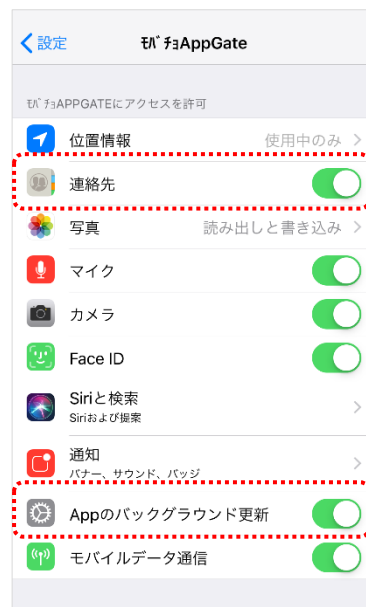 設定
ﾓﾊﾞﾁｮAppGate
ﾓﾊﾞﾁｮAPPGATEにアクセスを許可
位置情報 使用中のみ
連絡先
写真 読み出しと書き込み
マイク
カメラ
Face ID
Siriと検索
Siriおよび提案
通知
バナー、サウンド、バッジ
Appのバックグラウンド更新
モバイルデータ通信